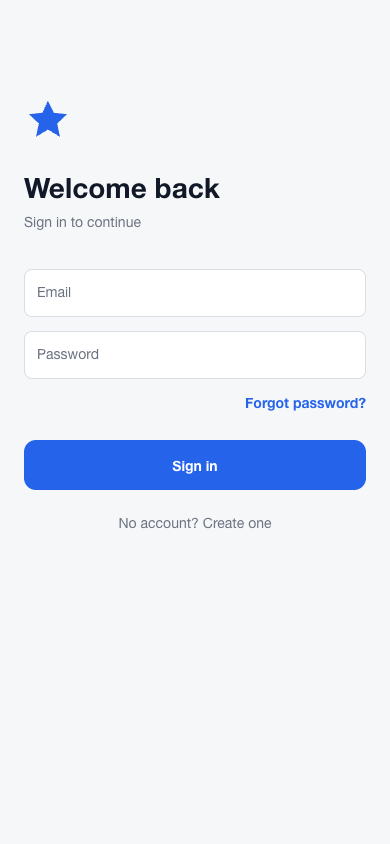 Welcome back
Sign in to continue
Email
Password
Forgot password?
Sign in
No account? Create one